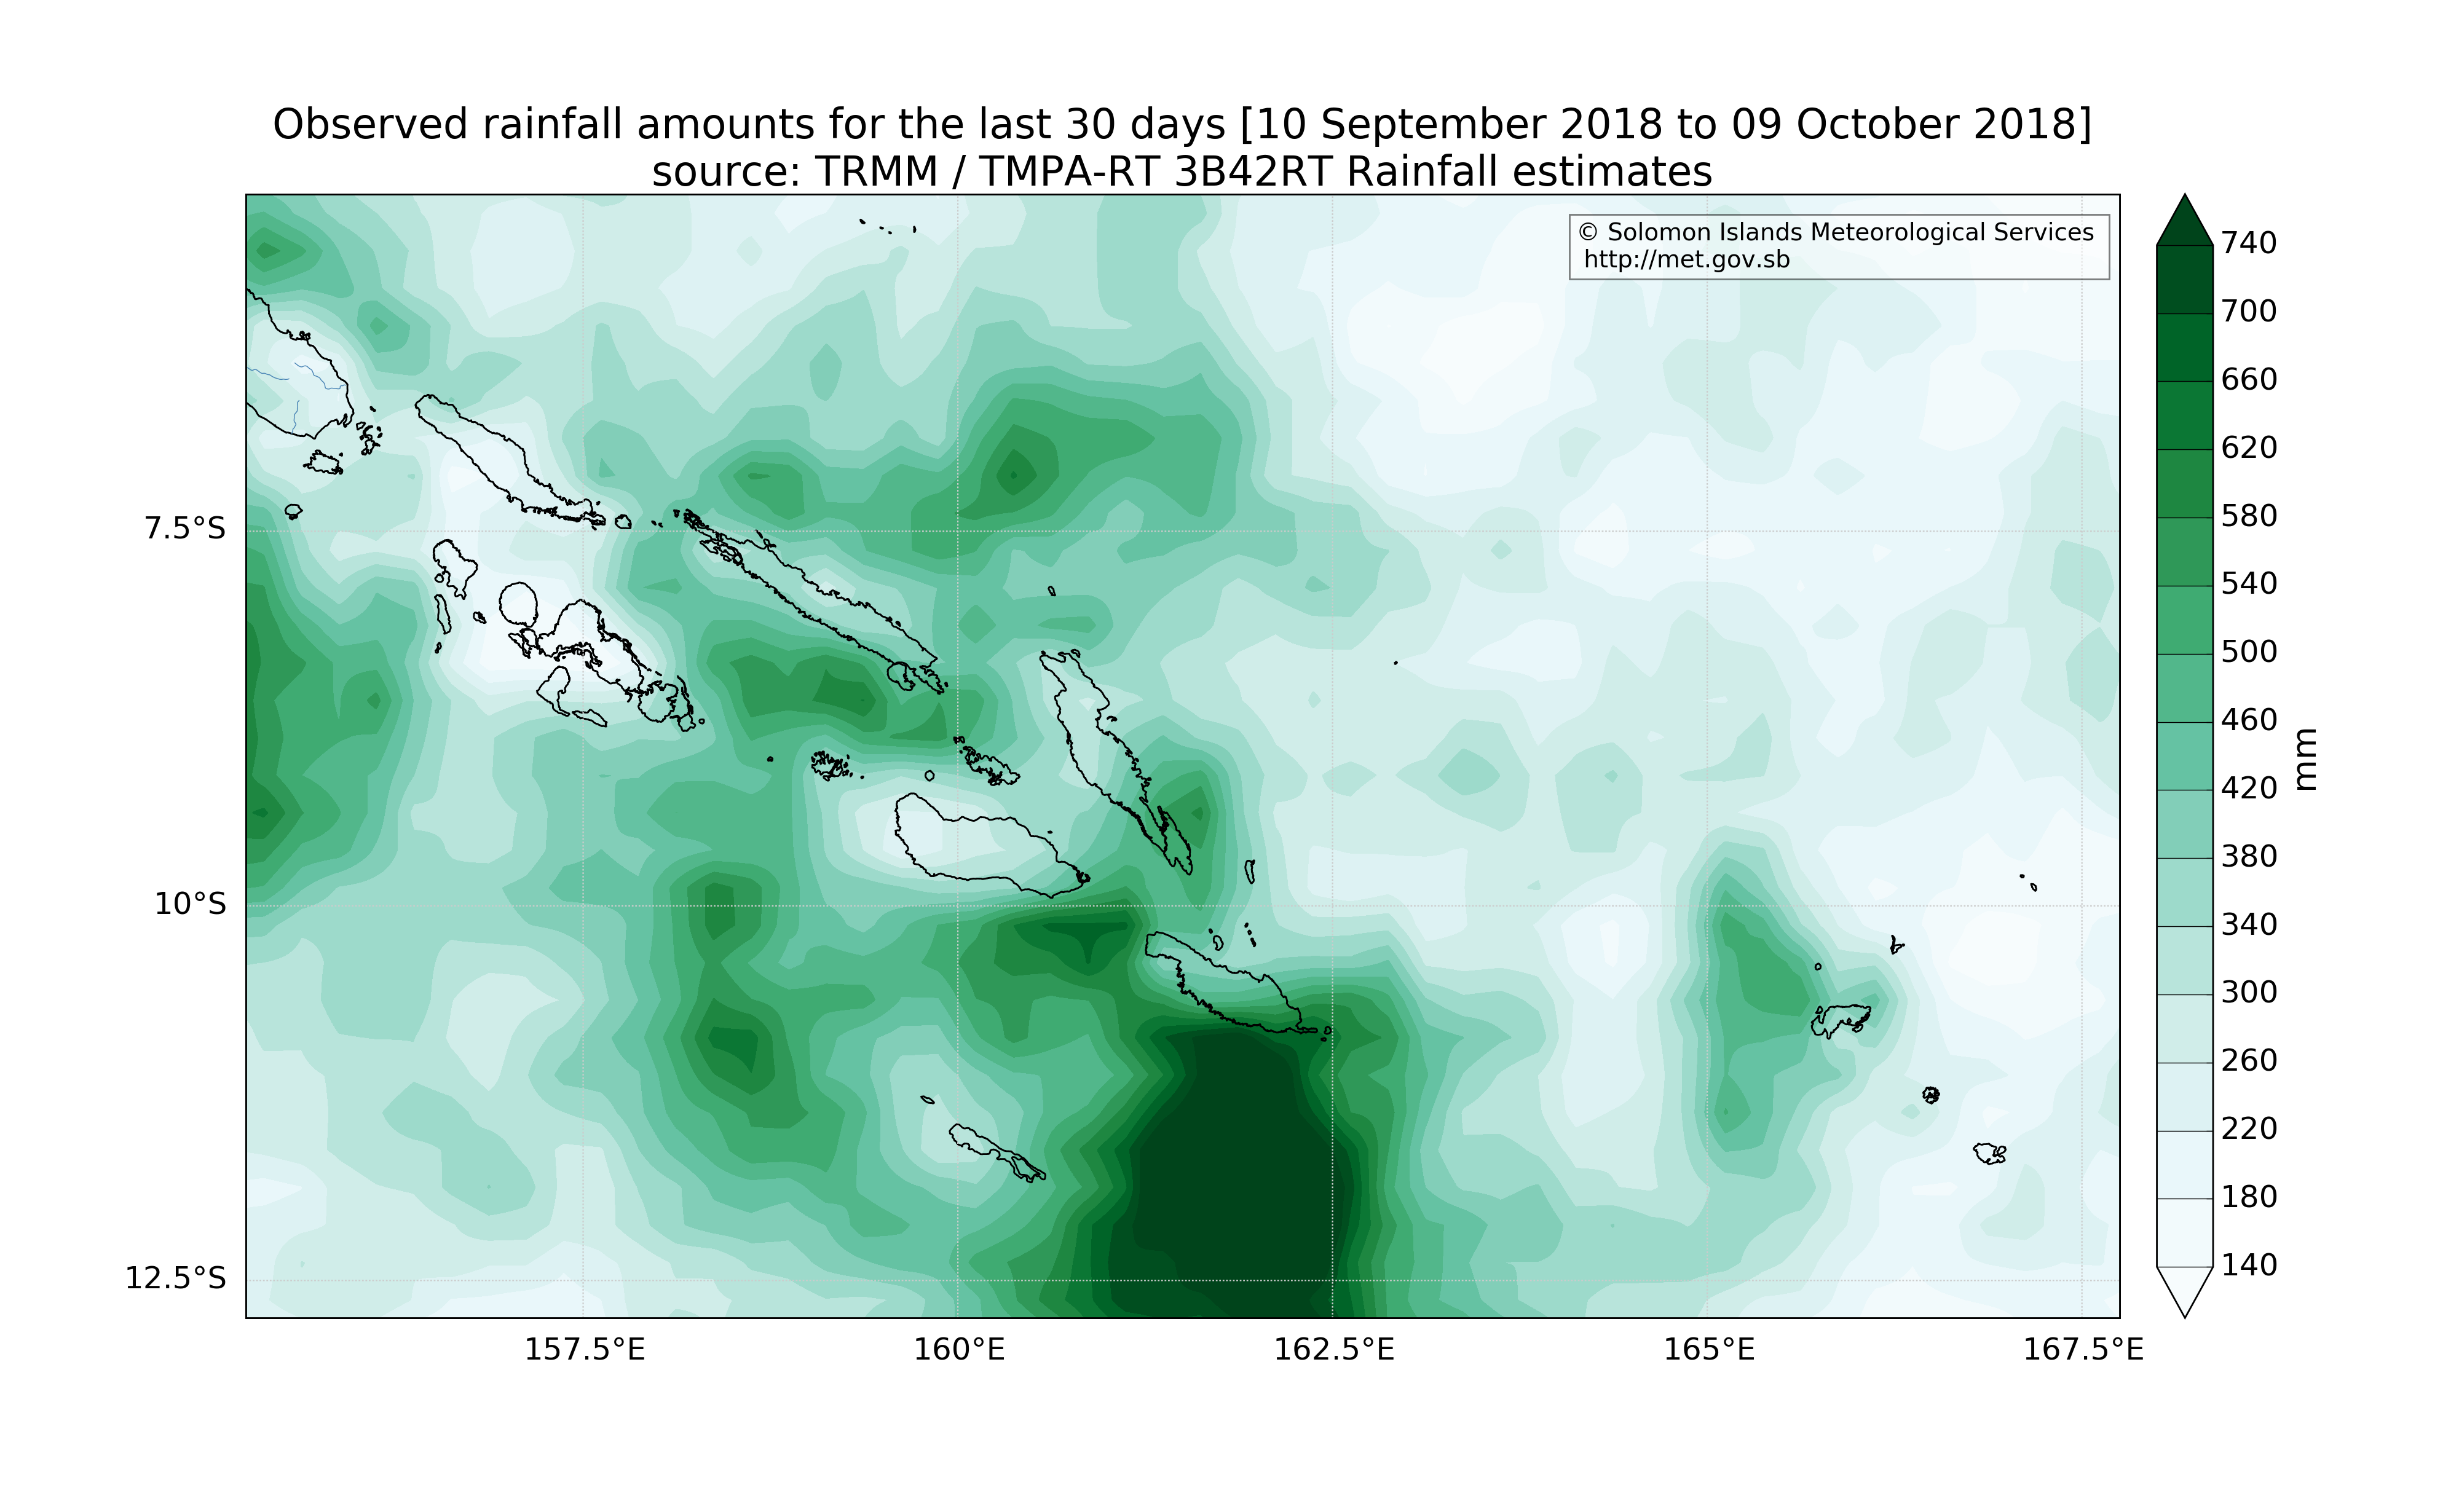 Observed rainfall amounts for the last 30 days [10 September 2018 to 09 October 2018]
source: TRMM / TMPA-RT 3B42RT Rainfall estimates
© Solomon Islands Meteorological Services
http://met.gov.sb
7.5°S
10°S
12.5°S
157.5°E
160°E
162.5°E
165°E
167.5°E
740
700
660
620
580
540
500
460
420
380
340
300
260
220
180
140
mm